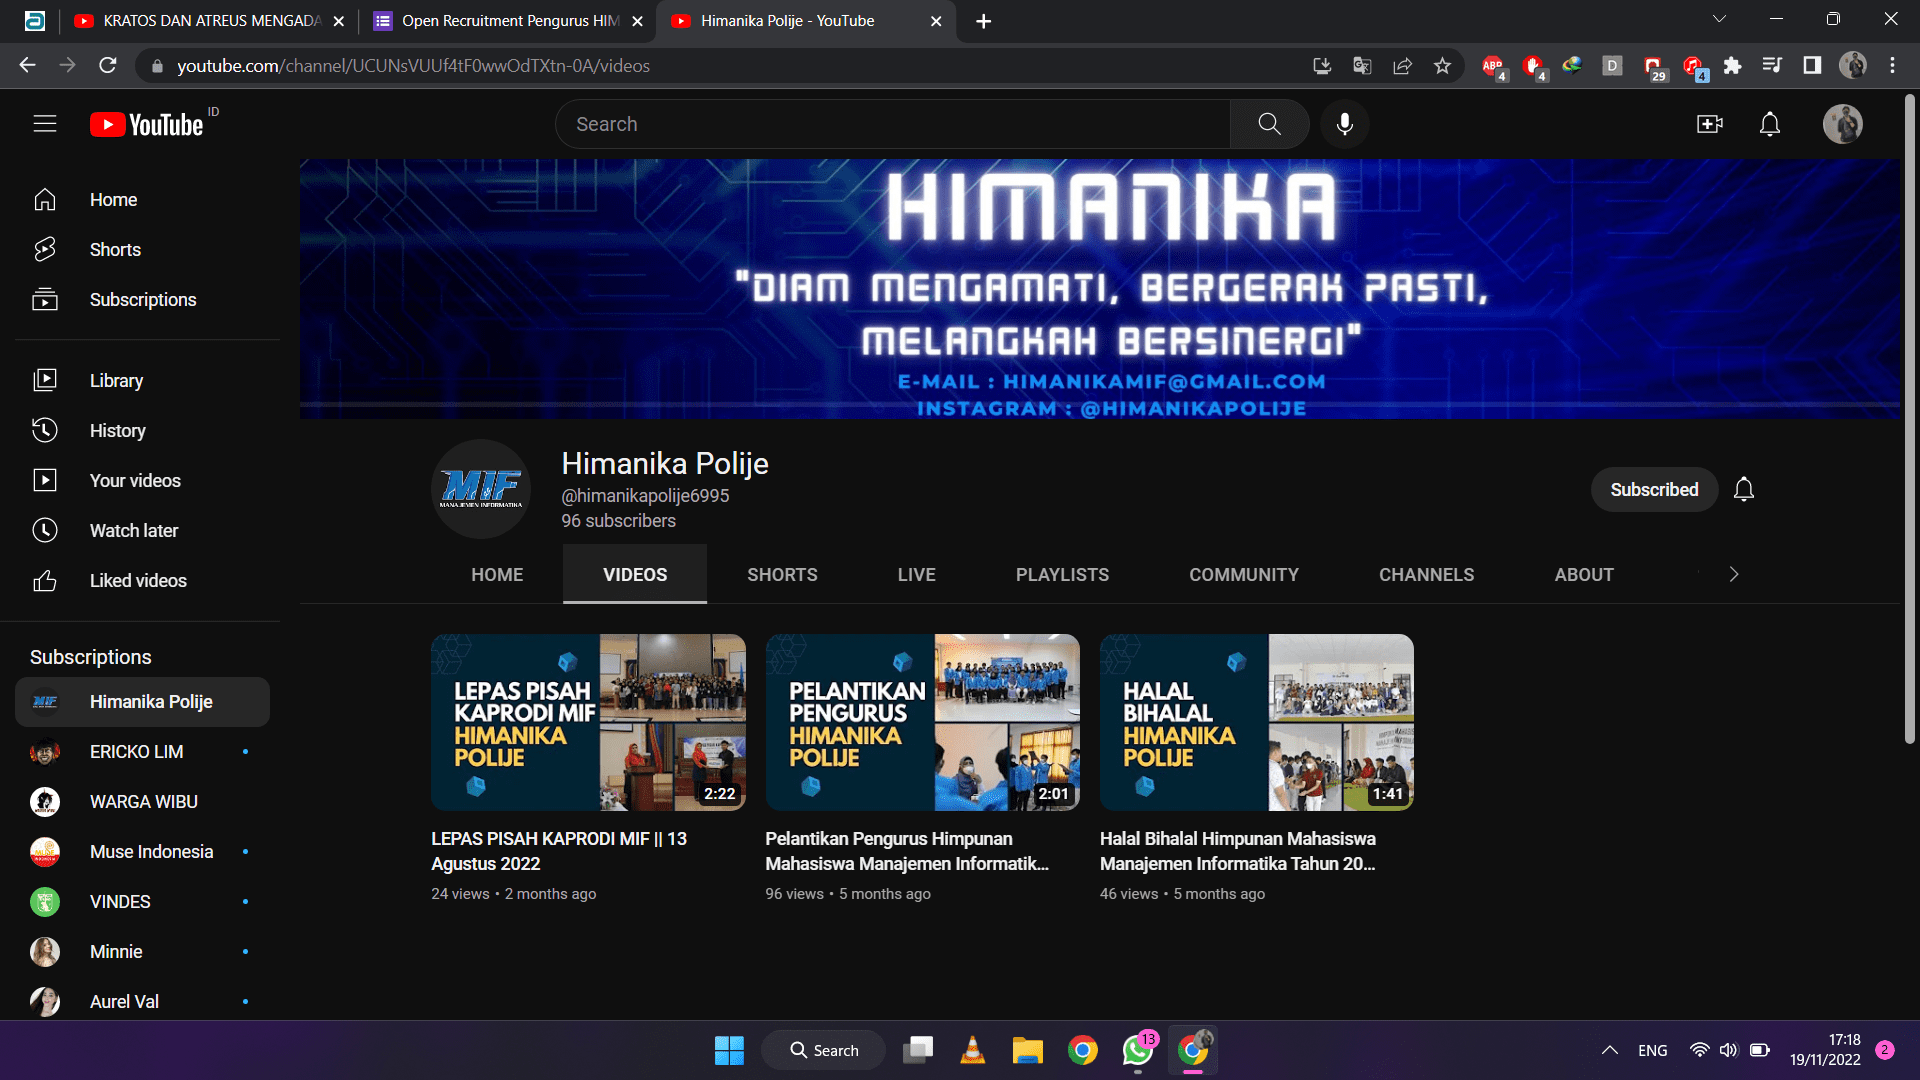 KRATOS DAN ATREUS MENGADA
Open Recruitment Pengurus HIM
Himanika Polije - YouTube
youtube.com/channel/UCUNsVUUf4tF0wwOdTXtn-0A/videos
ABP
4
4
D
29
4
YouTube
ID
Search
HIMANIKA
"DIAM MENGAMATI, BERGERAK PASTI,
MELANGKAH BERSINERGI"
E-MAIL : HIMANIKAMIF@GMAIL.COM
INSTAGRAM : @HIMANIKAPOLIJE
Home
Shorts
Subscriptions
Library
History
Your videos
Watch later
Liked videos
Subscriptions
Himanika Polije
ERICKO LIM
WARGA WIBU
Muse Indonesia
VINDES
Minnie
Aurel Val
MIF
MANAJEMEN INFORMATIKA
Himanika Polije
@himanikapolije6995
96 subscribers
Subscribed
HOME
VIDEOS
SHORTS
LIVE
PLAYLISTS
COMMUNITY
CHANNELS
ABOUT
LEPAS PISAH
KAPRODI MIF
HIMANIKA
POLIJE
2:22
LEPAS PISAH KAPRODI MIF || 13
Agustus 2022
24 views • 2 months ago
PELANTIKAN
PENGURUS
HIMANIKA
POLIJE
2:01
Pelantikan Pengurus Himpunan
Mahasiswa Manajemen Informatik...
96 views • 5 months ago
HALAL
BIHALAL
HIMANIKA
POLIJE
1:41
Halal Bihalal Himpunan Mahasiswa
Manajemen Informatika Tahun 20...
46 views • 5 months ago
Search
13
ENG
17:18
19/11/2022
2